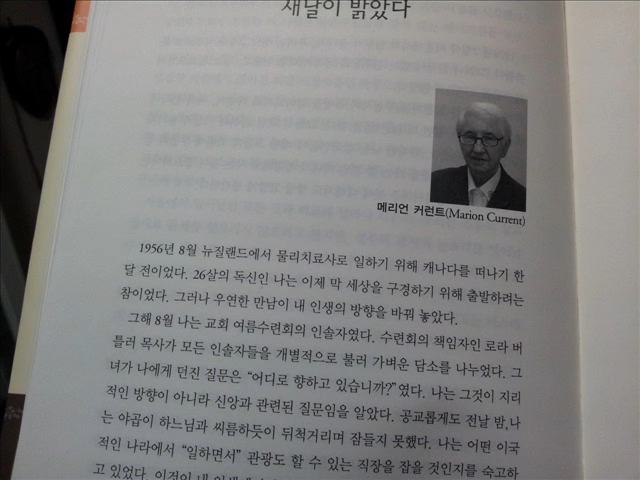 새날이 밝았다
메리언 커런트(Marion Current)
1956년 8월 뉴질랜드에서 물리치료사로 일하기 위해 캐나다를 떠나기 한
달 전이었다. 26살의 독신인 나는 이제 막 세상을 구경하기 위해 출발하려는
참이었다. 그러나 우연한 만남이 내 인생의 방향을 바꿔 놓았다.
그해 8월 나는 교회 여름수련회의 인솔자였다. 수련회의 책임자인 로라 버
틀러 목사가 모든 인솔자들을 개별적으로 불러 가벼운 담소를 나누었다. 그
녀가 나에게 던진 질문은 “어디로 향하고 있습니까?”였다. 나는 그것이 지리
적인 방향이 아니라 신앙과 관련된 질문임을 알았다. 공교롭게도 전날 밤,나
는 야곱이 하느님과 씨름하듯이 뒤척거리며 잠들지 못했다. 나는 어떤 이국
적인 나라에서 “일하면서” 관광도 할 수 있는 직장을 잡을 것인지를 숙고하
고 있었다. 이것이 내